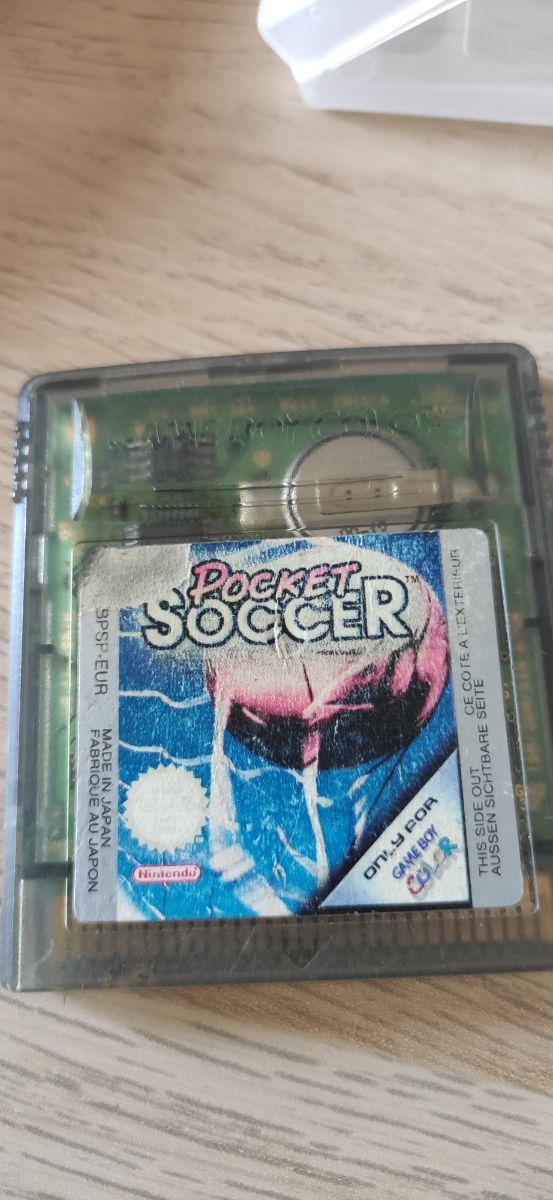 GAME BOY COLOR
POCKET
SOCCER
TM
BPSP-EUR
MADE IN JAPAN
FABRIQUE AU JAPON
Nintendo
ONLY FOR
GAME BOY
COLOR
CE COTE A L'EXTERIEUR
THIS SIDE OUT
AUSSEN SICHTBARE SEITE